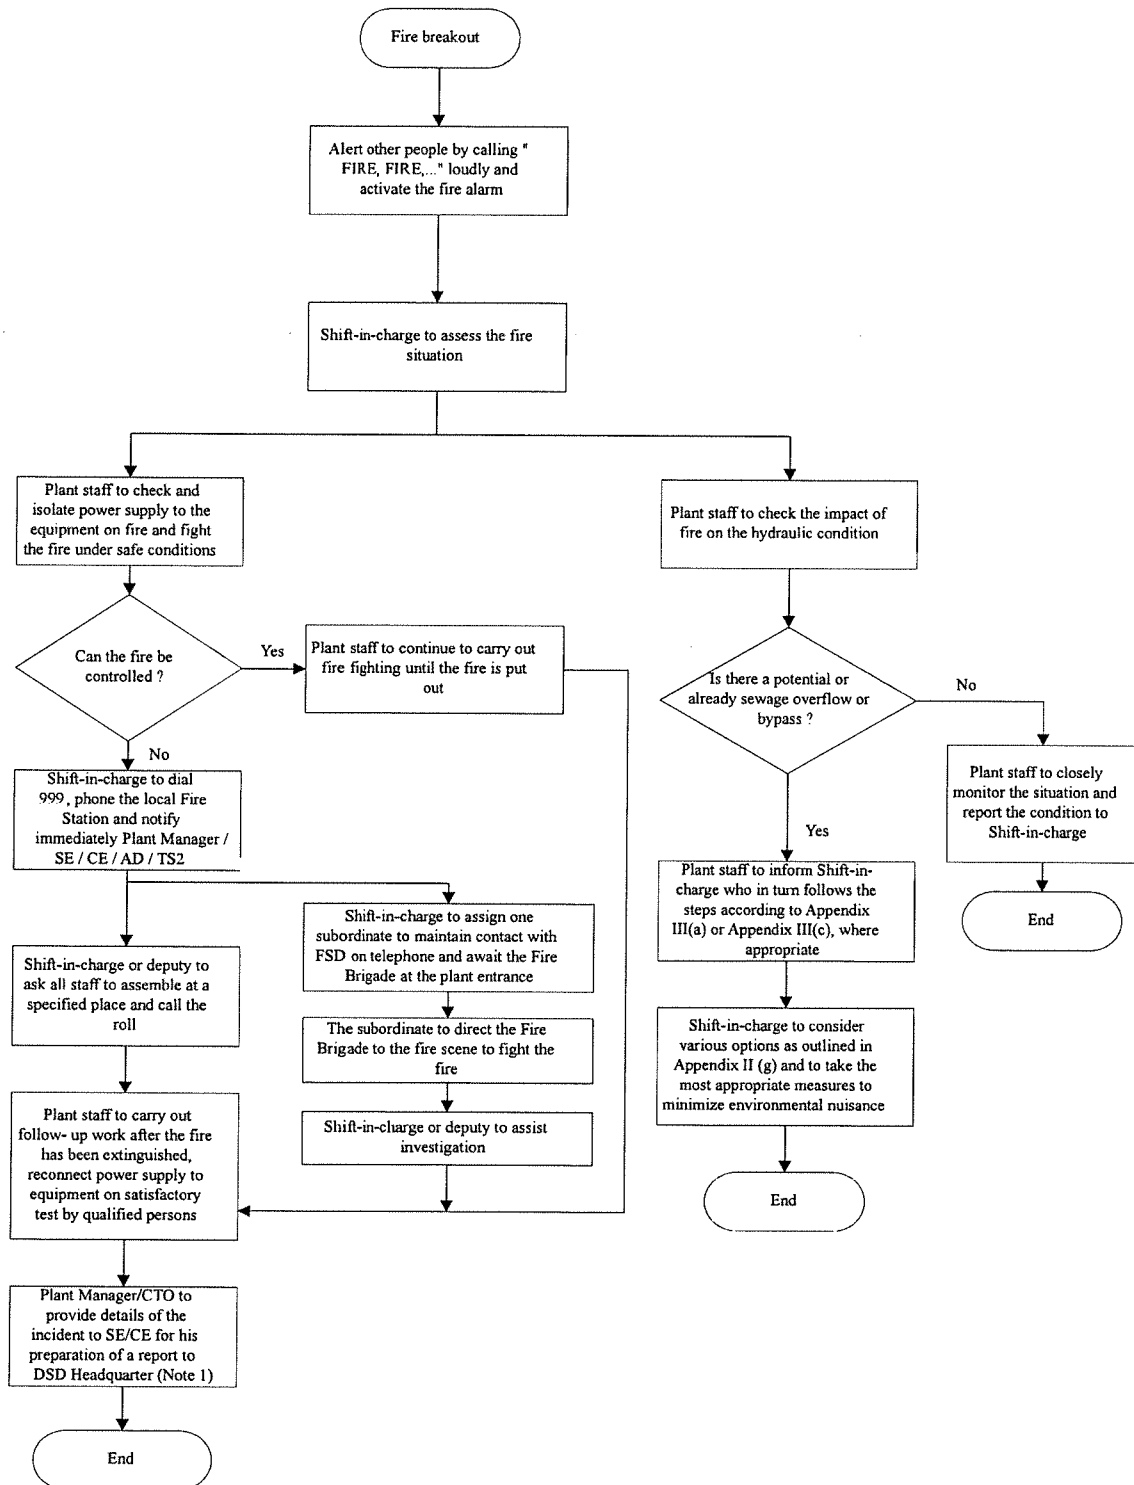 Fire breakout
Alert other people by calling "
FIRE, FIRE,..." loudly and
activate the fire alarm
Shift-in-charge to assess the fire
situation
Plant staff to check and
isolate power supply to the
equipment on fire and fight
the fire under safe conditions
Plant staff to check the impact of
fire on the hydraulic condition
Can the fire be
controlled ?
Yes
Plant staff to continue to carry out
fire fighting until the fire is put
out
Is there a potential or
already sewage overflow or
bypass ?
No
No
Shift-in-charge to dial
999, phone the local Fire
Station and notify
immediately Plant Manager /
SE / CE / AD / TS2
Plant staff to closely
monitor the situation and
report the condition to
Shift-in-charge
Yes
Plant staff to inform Shift-in-
charge who in turn follows the
steps according to Appendix
III(a) or Appendix III(c), where
appropriate
End
Shift-in-charge to assign one
subordinate to maintain contact with
FSD on telephone and await the Fire
Brigade at the plant entrance
Shift-in-charge or deputy to
ask all staff to assemble at a
specified place and call the
roll
The subordinate to direct the Fire
Brigade to the fire scene to fight the
fire
Shift-in-charge to consider
various options as outlined in
Appendix II (g) and to take the
most appropriate measures to
minimize environmental nuisance
Plant staff to carry out
follow- up work after the fire
has been extinguished,
reconnect power supply to
equipment on satisfactory
test by qualified persons
Shift-in-charge or deputy to assist
investigation
End
Plant Manager/CTO to
provide details of the
incident to SE/CE for his
preparation of a report to
DSD Headquarter (Note 1)
End